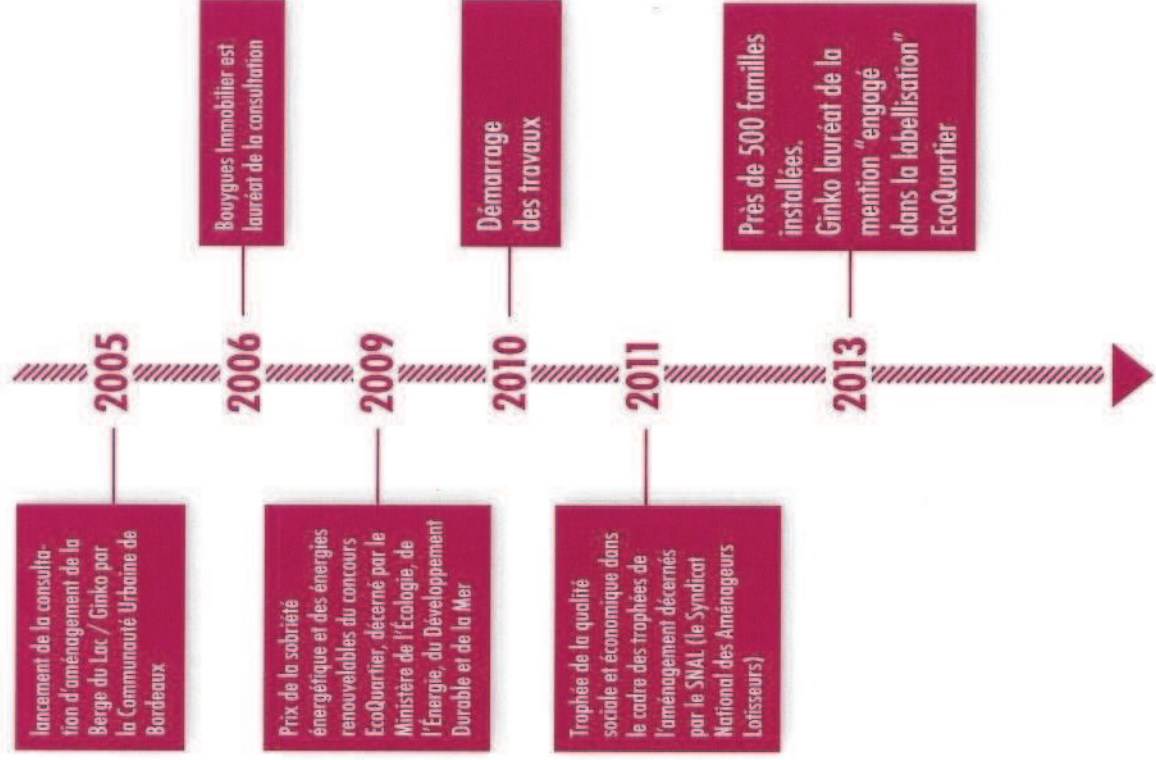 2005
lancement de la consulta-
tion d'aménagement de la
Berge du Lac / Ginko par
la Communauté Urbaine de
Bordeaux
2006
Bouygues Immobilier est
lauréat de la consultation
2009
Prix de la sobriété
énergétique et des énergies
renouvelables du concours
EcoQuartier, décerné par le
Ministère de l'Écologie, de
l'Énergie, du Développement
Durable et de la Mer
2010
Démarrage
des travaux
2011
Trophée de la qualité
sociale et économique dans
le cadre des trophées de
l'aménagement décernés
par le SNAL (le Syndicat
National des Aménageurs
Lotisseurs)
2013
Près de 500 familles
installées.
Ginko lauréat de la
mention "engagé
dans la labellisation"
EcoQuartier